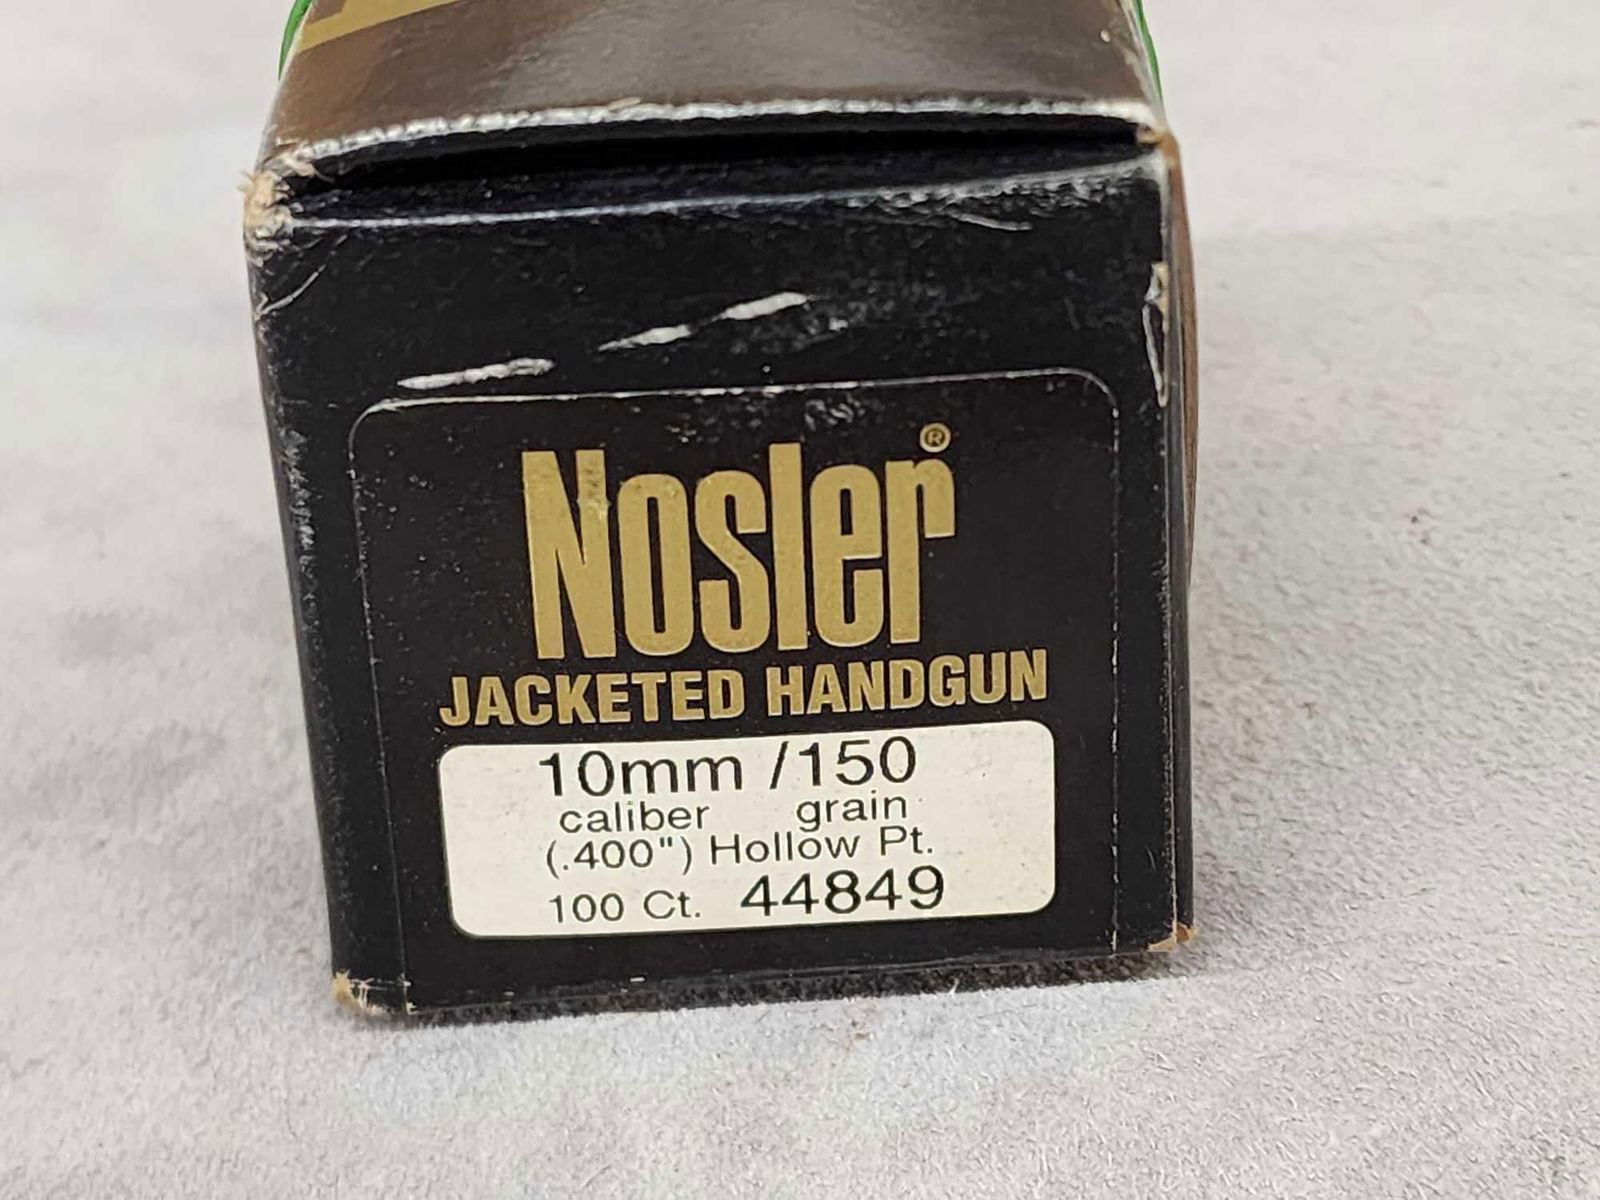 Nosler®
JACKETED HANDGUN
10mm /150
caliber grain
(.400") Hollow Pt.
100 Ct. 44849